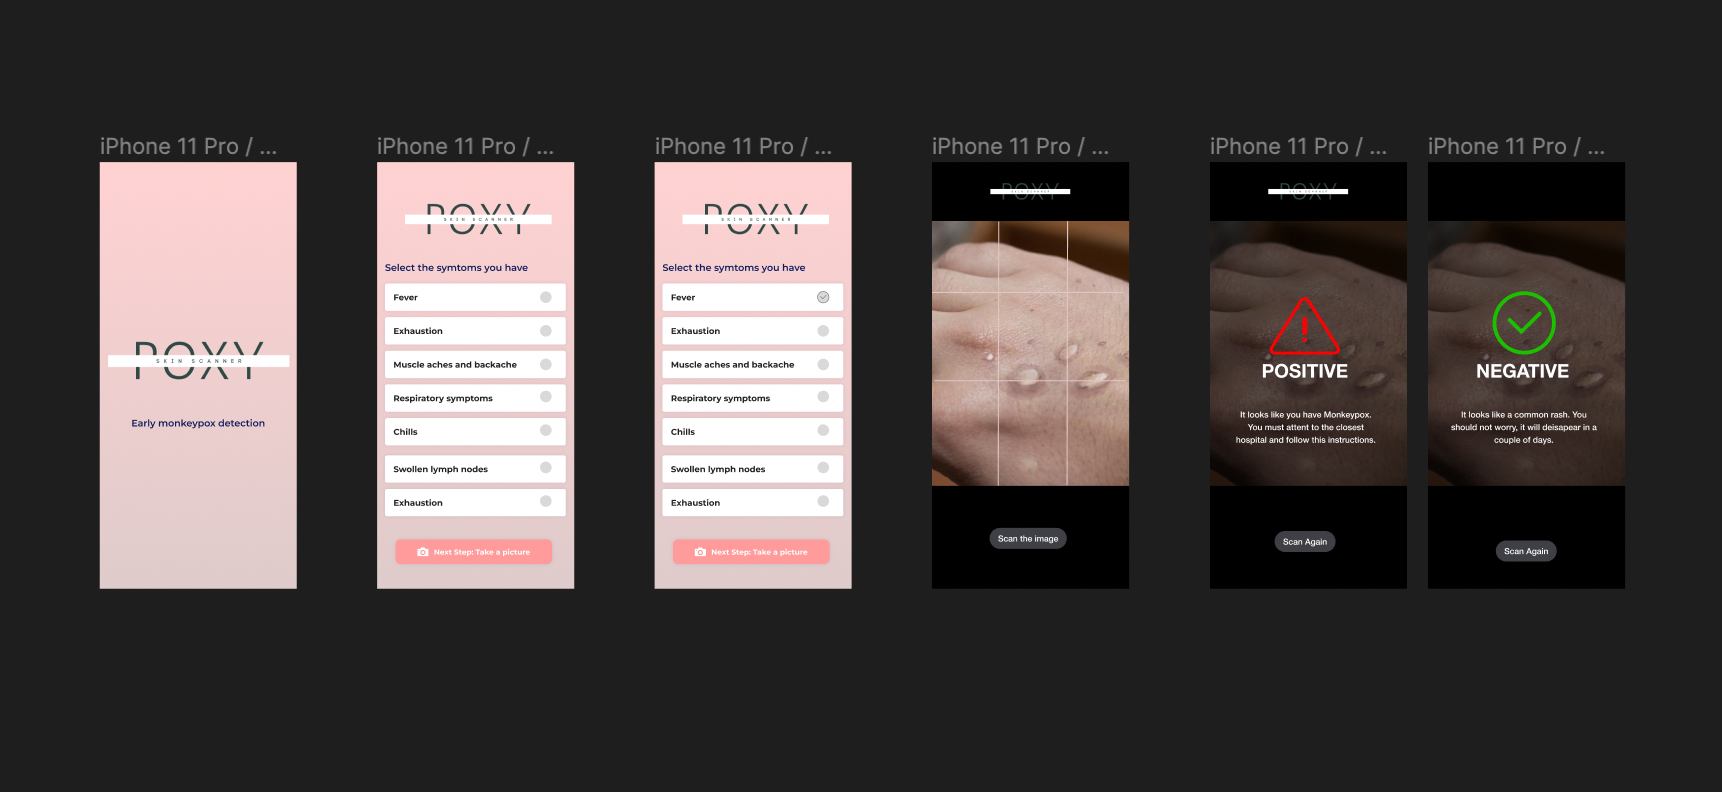 iPhone 11 Pro / ...
POXY
SKIN SCANNER
Early monkeypox detection
iPhone 11 Pro / ...
POXY
SKIN SCANNER
Select the symtoms you have
Fever
Exhaustion
Muscle aches and backache
Respiratory symptoms
Chills
Swollen lymph nodes
Exhaustion
Next Step: Take a picture
iPhone 11 Pro / ...
POXY
SKIN SCANNER
Select the symtoms you have
Fever
Exhaustion
Muscle aches and backache
Respiratory symptoms
Chills
Swollen lymph nodes
Exhaustion
Next Step: Take a picture
iPhone 11 Pro / ...
POXY
SKIN SCANNER
Scan the image
iPhone 11 Pro / ...
POXY
SKIN SCANNER
POSITIVE
It looks like you have Monkeypox.
You must attent to the closest
hospital and follow this instructions.
Scan Again
iPhone 11 Pro / ...
NEGATIVE
It looks like a common rash. You
should not worry, it will deisapear in a
couple of days.
Scan Again